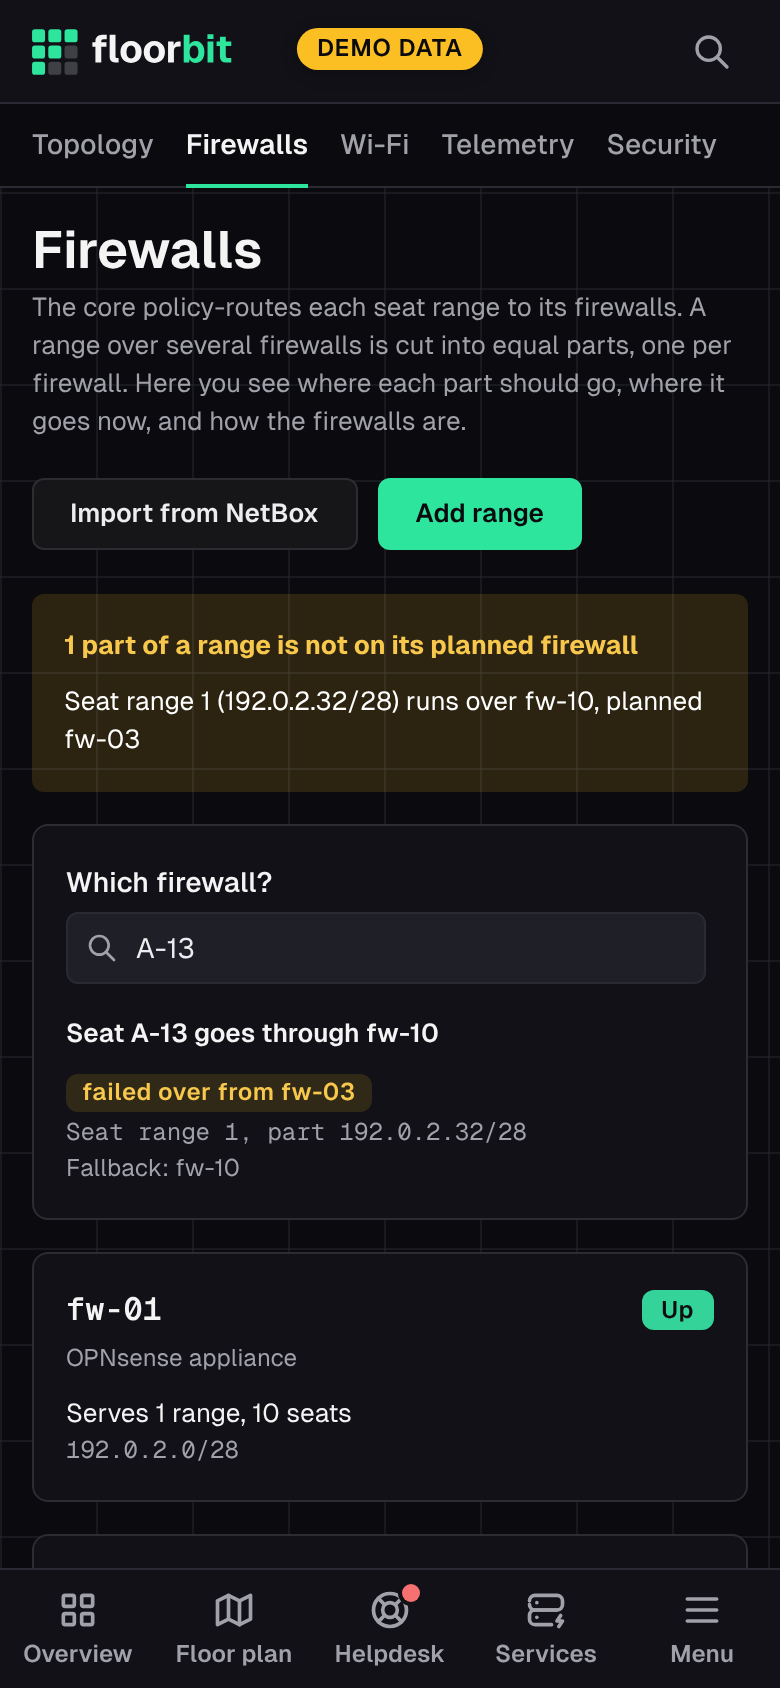 floorbit
DEMO DATA
Topology
Firewalls
Wi-Fi
Telemetry
Security
Firewalls
The core policy-routes each seat range to its firewalls. A
range over several firewalls is cut into equal parts, one per
firewall. Here you see where each part should go, where it
goes now, and how the firewalls are.
Import from NetBox
Add range
1 part of a range is not on its planned firewall
Seat range 1 (192.0.2.32/28) runs over fw-10, planned
fw-03
Which firewall?
A-13
Seat A-13 goes through fw-10
failed over from fw-03
Seat range 1, part 192.0.2.32/28
Fallback: fw-10
fw-01
Up
OPNsense appliance
Serves 1 range, 10 seats
192.0.2.0/28
Overview
Floor plan
Helpdesk
Services
Menu